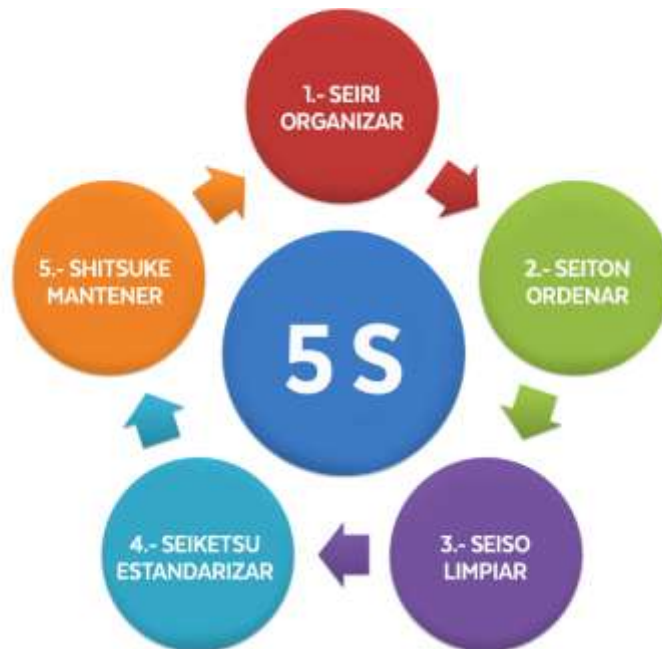 1.- SEIRI
ORGANIZAR
2.- SEITON
ORDENAR
3.- SEISO
LIMPIAR
4.- SEIKETSU
ESTANDARIZAR
5.- SHITSUKE
MANTENER
5 S